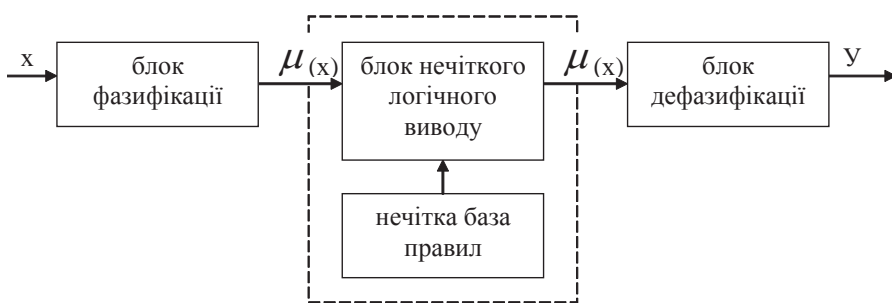 x
блок
фазифікації
μ(x)
блок нечіткого
логічного
виводу
μ(x)
блок
дефазифікації
У
нечітка база
правил